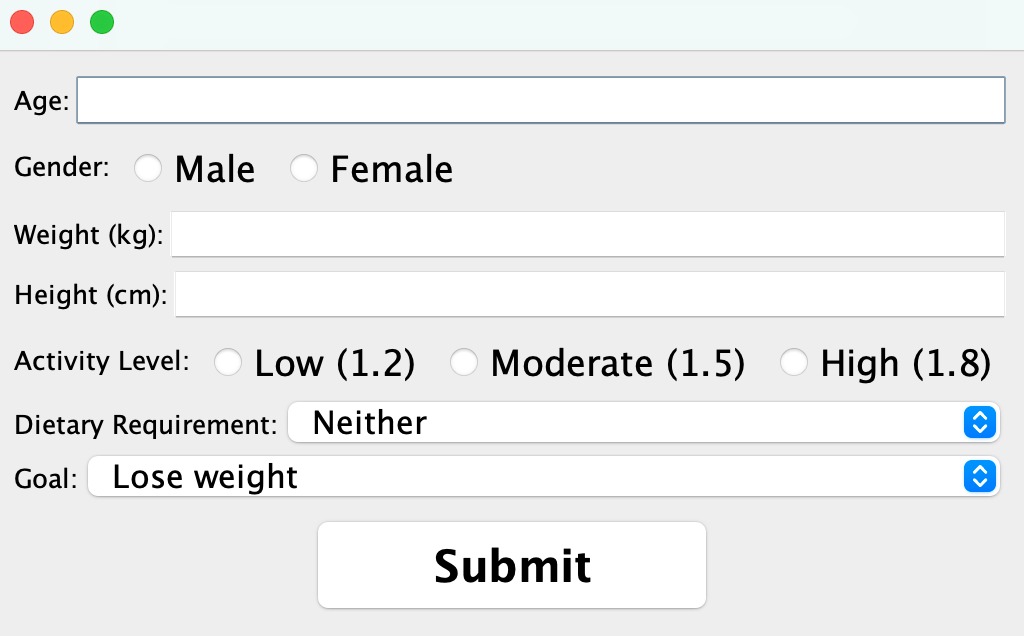 Age:
Gender: Male Female
Weight (kg):
Height (cm):
Activity Level: Low (1.2) Moderate (1.5) High (1.8)
Dietary Requirement: Neither
Goal: Lose weight
Submit